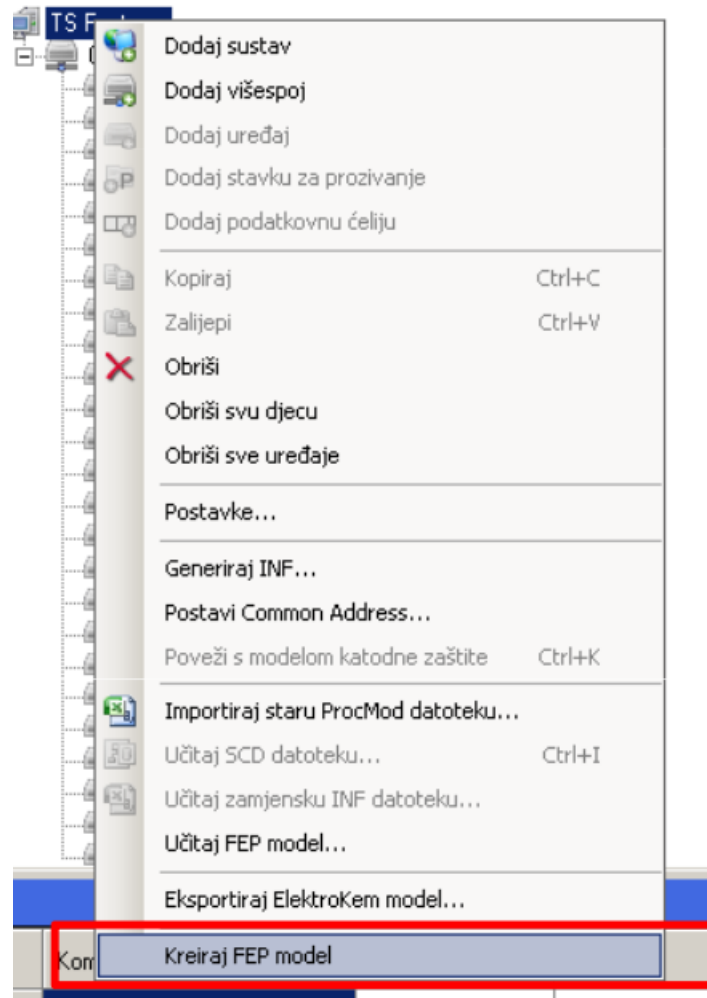 TS
Dodaj sustav
Dodaj višespoj
Dodaj uređaj
Dodaj stavku za prozivanje
Dodaj podatkovnu ćeliju
Kopiraj Ctrl+C
Zalijepi Ctrl+V
Obriši
Obriši svu djecu
Obriši sve uređaje
Postavke...
Generiraj INF...
Postavi Common Address...
Poveži s modelom katodne zaštite Ctrl+K
Importiraj staru ProcMod datoteku...
Učitaj SCD datoteku... Ctrl+I
Učitaj zamjensku INF datoteku...
Učitaj FEP model...
Eksportiraj ElektroKem model...
Kreiraj FEP model